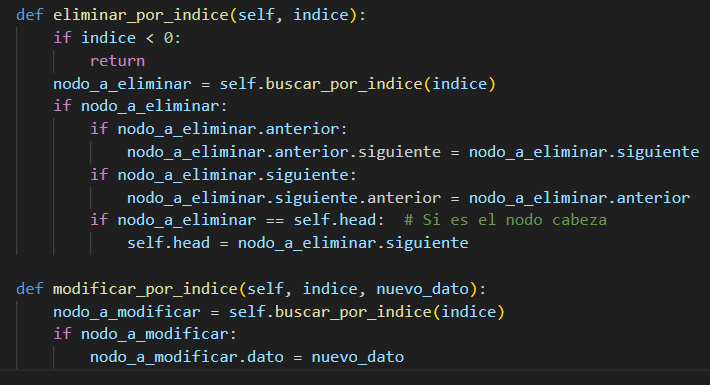 def eliminar_por_indice(self, indice):
    if indice < 0:
        return
    nodo_a_eliminar = self.buscar_por_indice(indice)
    if nodo_a_eliminar:
        if nodo_a_eliminar.anterior:
            nodo_a_eliminar.anterior.siguiente = nodo_a_eliminar.siguiente
        if nodo_a_eliminar.siguiente:
            nodo_a_eliminar.siguiente.anterior = nodo_a_eliminar.anterior
        if nodo_a_eliminar == self.head:  # Si es el nodo cabeza
            self.head = nodo_a_eliminar.siguiente

def modificar_por_indice(self, indice, nuevo_dato):
    nodo_a_modificar = self.buscar_por_indice(indice)
    if nodo_a_modificar:
        nodo_a_modificar.dato = nuevo_dato